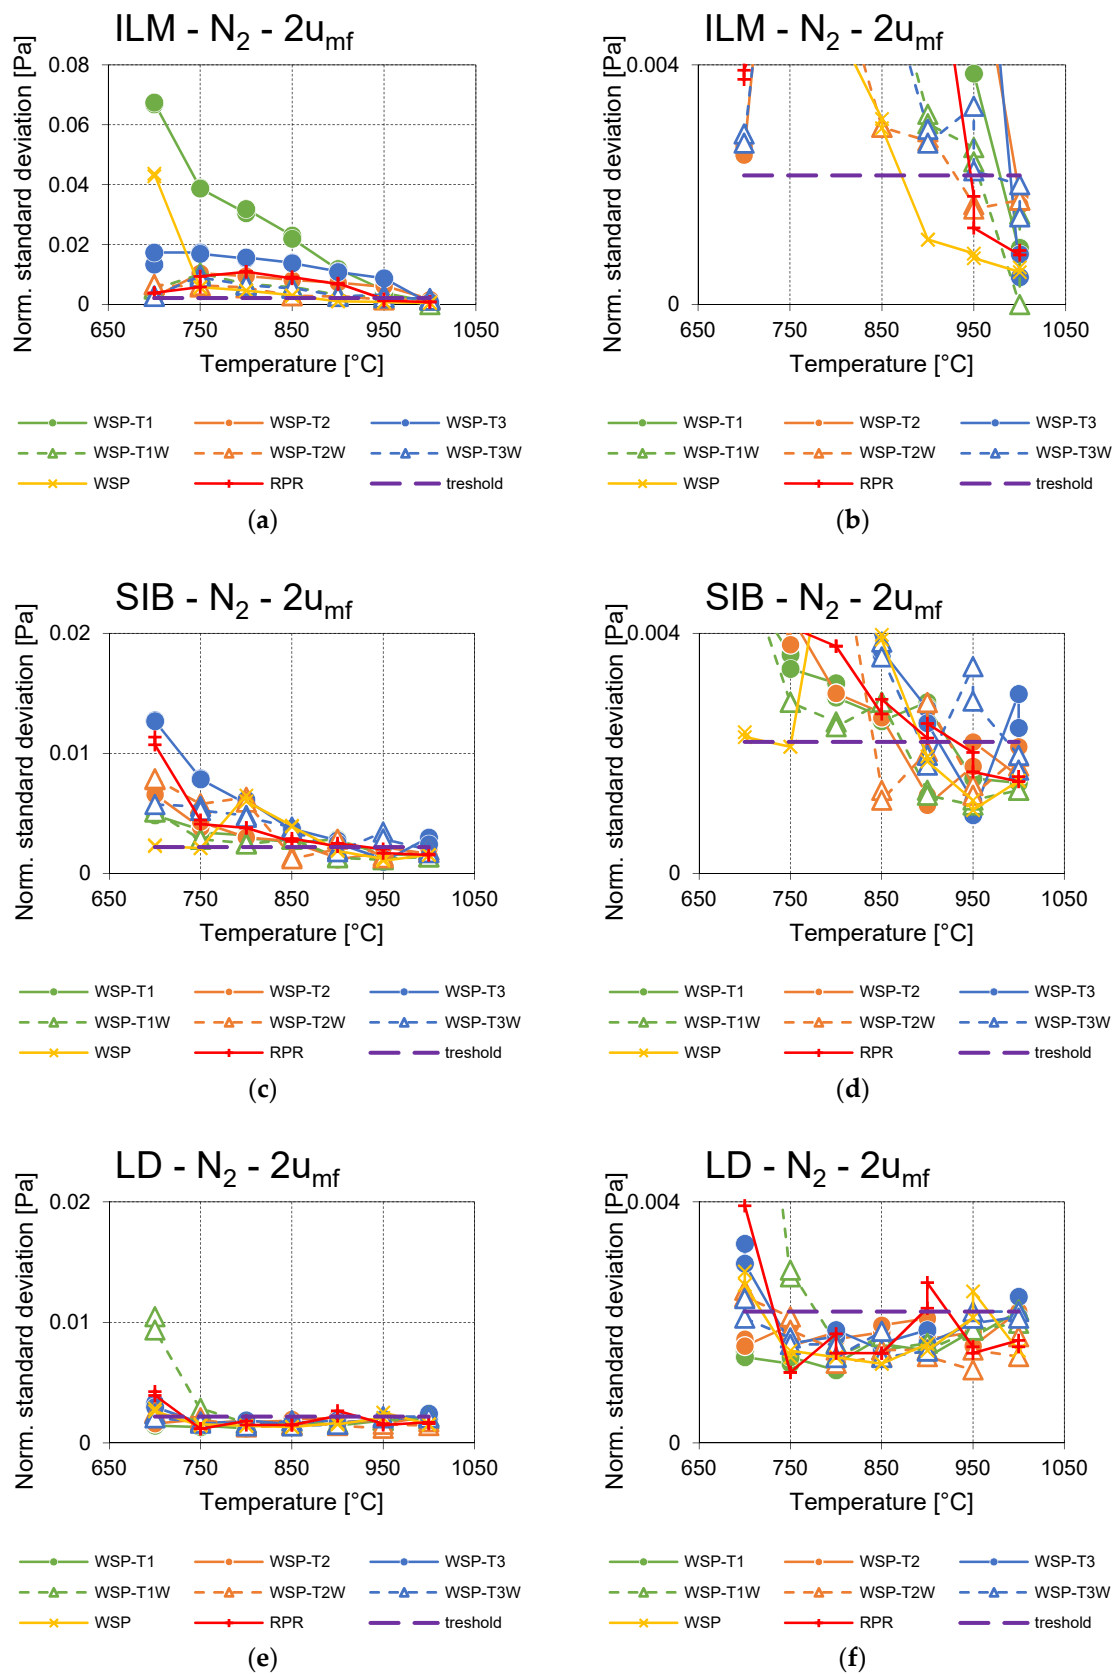 ILM - N2 - 2umf
Norm. standard deviation [Pa]
0.08
0.06
0.04
0.02
0
650 750 850 950 1050
Temperature [°C]
WSP-T1 WSP-T2 WSP-T3
WSP-T1W WSP-T2W WSP-T3W
WSP RPR treshold
(a)
ILM - N2 - 2umf
Norm. standard deviation [Pa]
0.004
0
650 750 850 950 1050
Temperature [°C]
WSP-T1 WSP-T2 WSP-T3
WSP-T1W WSP-T2W WSP-T3W
WSP RPR treshold
(b)
SIB - N2 - 2umf
Norm. standard deviation [Pa]
0.02
0.01
0
650 750 850 950 1050
Temperature [°C]
WSP-T1 WSP-T2 WSP-T3
WSP-T1W WSP-T2W WSP-T3W
WSP RPR treshold
(c)
SIB - N2 - 2umf
Norm. standard deviation [Pa]
0.004
0
650 750 850 950 1050
Temperature [°C]
WSP-T1 WSP-T2 WSP-T3
WSP-T1W WSP-T2W WSP-T3W
WSP RPR treshold
(d)
LD - N2 - 2umf
Norm. standard deviation [Pa]
0.02
0.01
0
650 750 850 950 1050
Temperature [°C]
WSP-T1 WSP-T2 WSP-T3
WSP-T1W WSP-T2W WSP-T3W
WSP RPR treshold
(e)
LD - N2 - 2umf
Norm. standard deviation [Pa]
0.004
0
650 750 850 950 1050
Temperature [°C]
WSP-T1 WSP-T2 WSP-T3
WSP-T1W WSP-T2W WSP-T3W
WSP RPR treshold
(f)